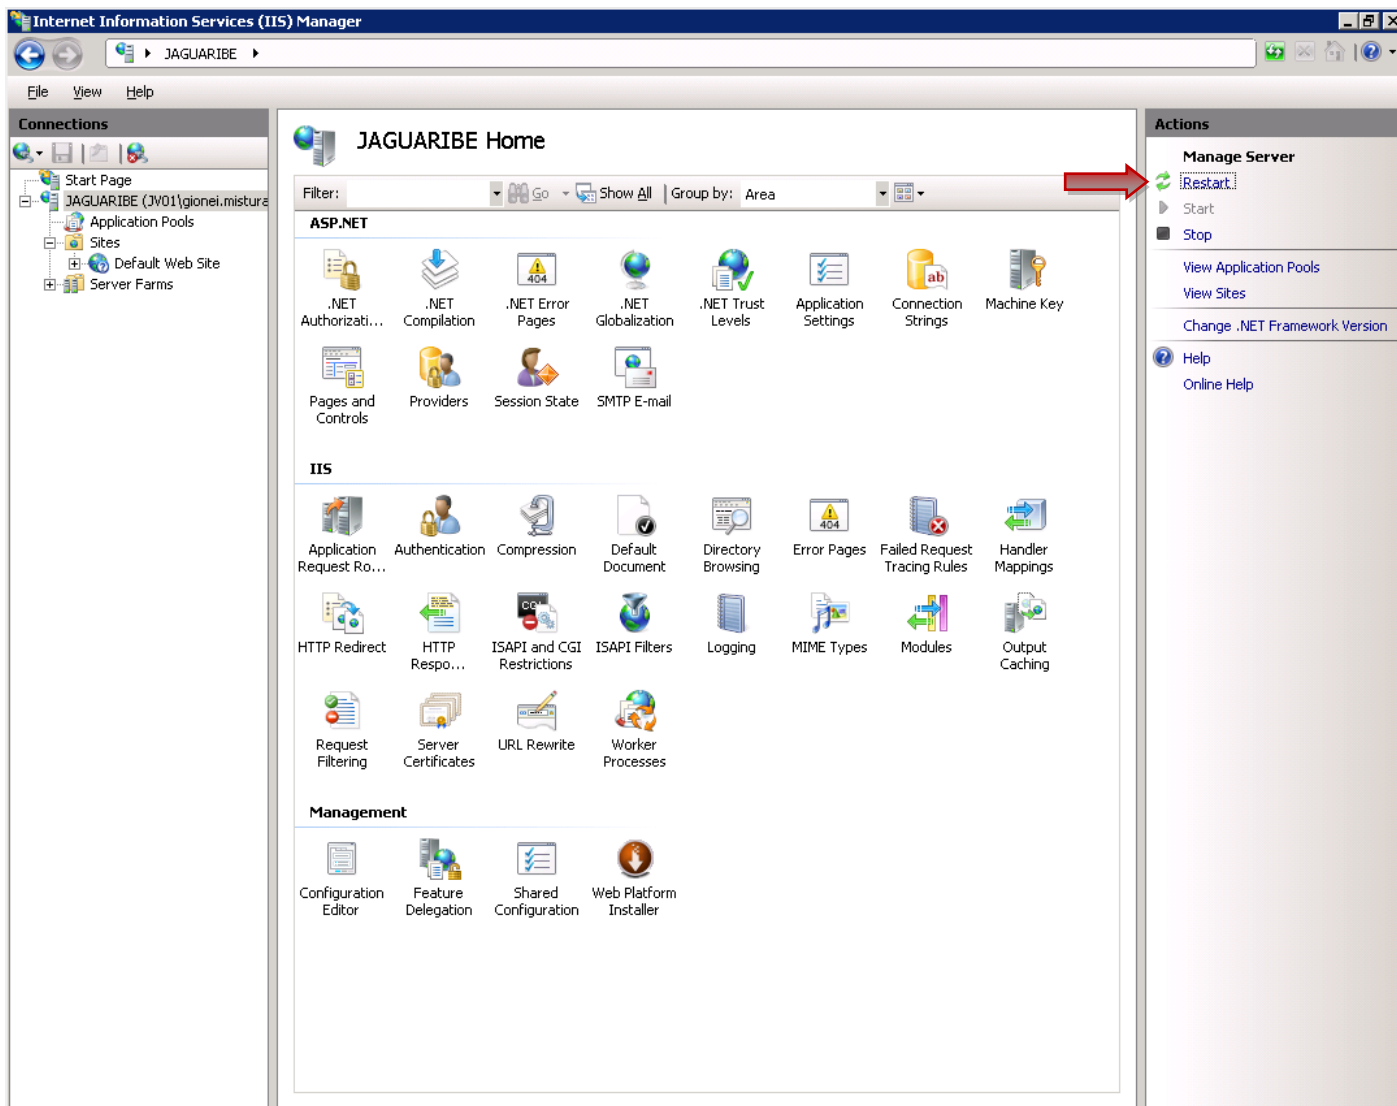 Internet Information Services (IIS) Manager
JAGUARIBE
File View Help
Connections
Start Page
JAGUARIBE (JV01\gionei.mistura
Application Pools
Sites
Default Web Site
Server Farms
JAGUARIBE Home
Filter: Go Show All Group by: Area
ASP.NET
.NET Authorizati...
.NET Compilation
.NET Error Pages
.NET Globalization
.NET Trust Levels
Application Settings
Connection Strings
Machine Key
Pages and Controls
Providers
Session State
SMTP E-mail
IIS
Application Request Ro...
Authentication
Compression
Default Document
Directory Browsing
Error Pages
Failed Request Tracing Rules
Handler Mappings
HTTP Redirect
HTTP Respo...
ISAPI and CGI Restrictions
ISAPI Filters
Logging
MIME Types
Modules
Output Caching
Request Filtering
Server Certificates
URL Rewrite
Worker Processes
Management
Configuration Editor
Feature Delegation
Shared Configuration
Web Platform Installer
Actions
Manage Server
Restart
Start
Stop
View Application Pools
View Sites
Change .NET Framework Version
Help
Online Help